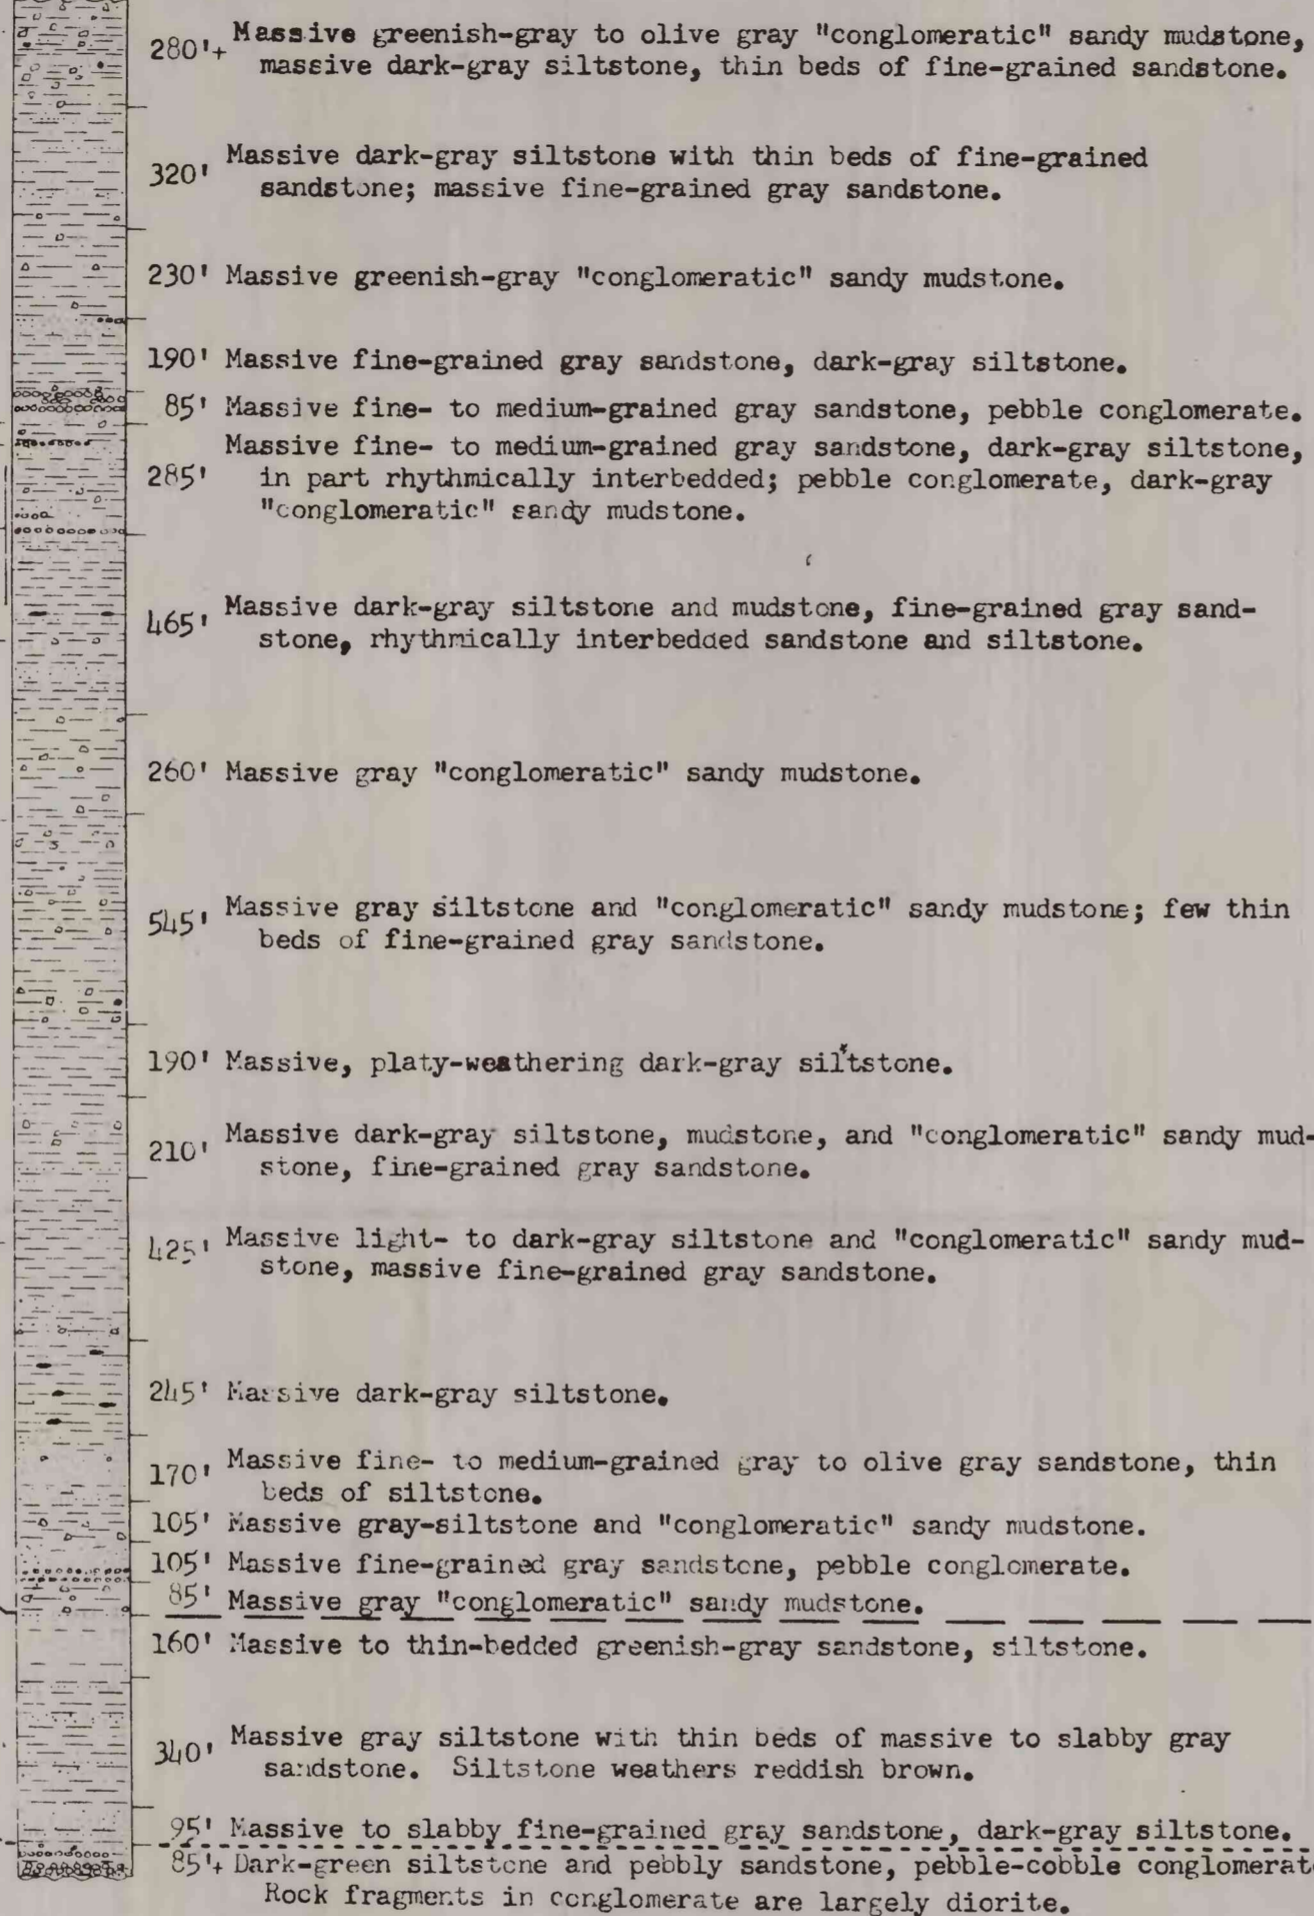 280'+ Massive greenish-gray to olive gray "conglomeratic" sandy mudstone,
massive dark-gray siltstone, thin beds of fine-grained sandstone.
320' Massive dark-gray siltstone with thin beds of fine-grained
sandstone; massive fine-grained gray sandstone.
230' Massive greenish-gray "conglomeratic" sandy mudstone.
190' Massive fine-grained gray sandstone, dark-gray siltstone.
85' Massive fine- to medium-grained gray sandstone, pebble conglomerate.
Massive fine- to medium-grained gray sandstone, dark-gray siltstone,
285' in part rhythmically interbedded; pebble conglomerate, dark-gray
"conglomeratic" sandy mudstone.
465' Massive dark-gray siltstone and mudstone, fine-grained gray sand-
stone, rhythmically interbedded sandstone and siltstone.
260' Massive gray "conglomeratic" sandy mudstone.
545' Massive gray siltstone and "conglomeratic" sandy mudstone; few thin
beds of fine-grained gray sandstone.
190' Massive, platy-weathering dark-gray siltstone.
210' Massive dark-gray siltstone, mudstone, and "conglomeratic" sandy mud-
stone, fine-grained gray sandstone.
425' Massive light- to dark-gray siltstone and "conglomeratic" sandy mud-
stone, massive fine-grained gray sandstone.
245' Massive dark-gray siltstone.
170' Massive fine- to medium-grained gray to olive gray sandstone, thin
beds of siltstone.
105' Massive gray-siltstone and "conglomeratic" sandy mudstone.
105' Massive fine-grained gray sandstone, pebble conglomerate.
85' Massive gray "conglomeratic" sandy mudstone.
160' Massive to thin-bedded greenish-gray sandstone, siltstone.
340' Massive gray siltstone with thin beds of massive to slabby gray
sandstone. Siltstone weathers reddish brown.
95' Massive to slabby fine-grained gray sandstone, dark-gray siltstone.
85'+ Dark-green siltstone and pebbly sandstone, pebble-cobble conglomerat
Rock fragments in conglomerate are largely diorite.